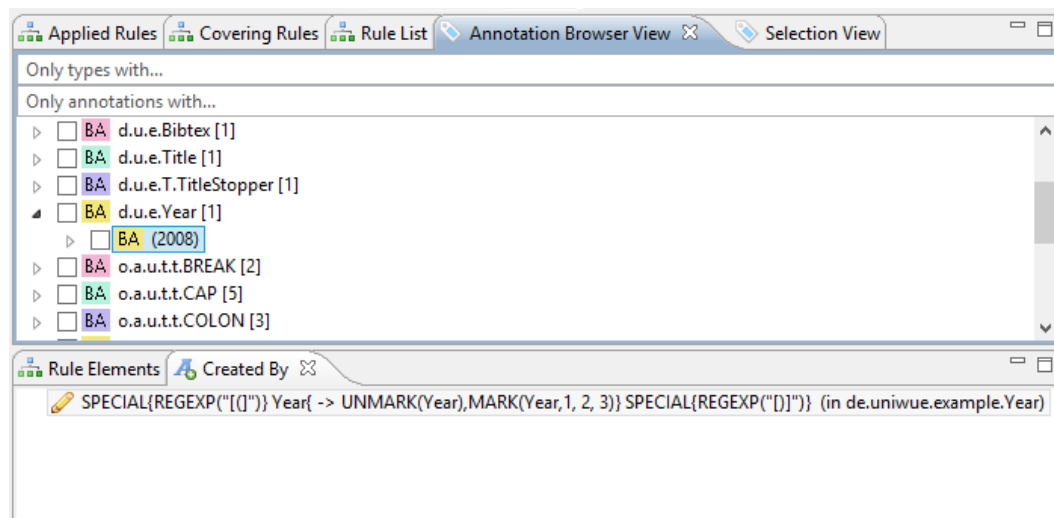 Applied Rules Covering Rules Rule List Annotation Browser View Selection View
Only types with...
Only annotations with...
BA d.u.e.Bibtex [1]
BA d.u.e.Title [1]
BA d.u.e.T.TitleStopper [1]
BA d.u.e.Year [1]
BA (2008)
BA o.a.u.t.t.BREAK [2]
BA o.a.u.t.t.CAP [5]
BA o.a.u.t.t.COLON [3]
Rule Elements Created By
SPECIAL{REGEXP("[(]")} Year{ -> UNMARK(Year),MARK(Year,1, 2, 3)} SPECIAL{REGEXP("[)]")} (in de.uniwue.example.Year)